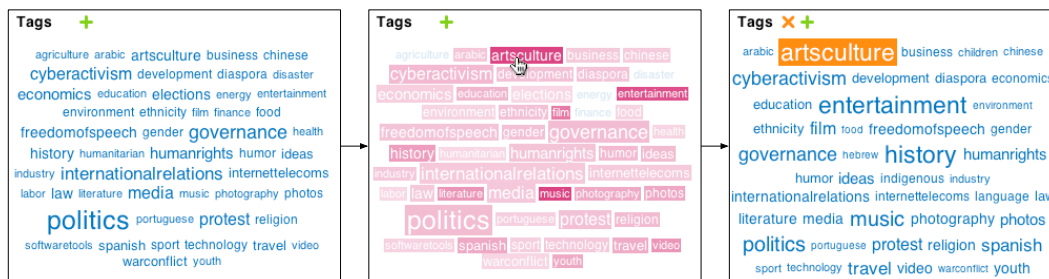 Tags
agriculture arabic artsculture business chinese
cyberactivism development diaspora disaster
economics education elections energy entertainment
environment ethnicity film finance food
freedomofspeech gender governance health
history humanitarian humanrights humor ideas
industry internationalrelations internettelecoms
labor law literature media music photography photos
politics portuguese protest religion
softwaretools spanish sport technology travel video
warconflict youth
Tags
agriculture arabic artsculture business chinese
cyberactivism development diaspora disaster
economics education elections energy entertainment
environment ethnicity film finance food
freedomofspeech gender governance health
history humanitarian humanrights humor ideas
industry internationalrelations internettelecoms
labor law literature media music photography photos
politics portuguese protest religion
softwaretools spanish sport technology travel video
warconflict youth
Tags
arabic artsculture business children chinese
cyberactivism development diaspora economics
education entertainment environment
ethnicity film food freedomofspeech gender
governance hebrew history humanrights
humor ideas indigenous industry
internationalrelations internettelecoms language law
literature media music photography photos
politics portuguese protest religion spanish
sport technology travel video warconflict youth